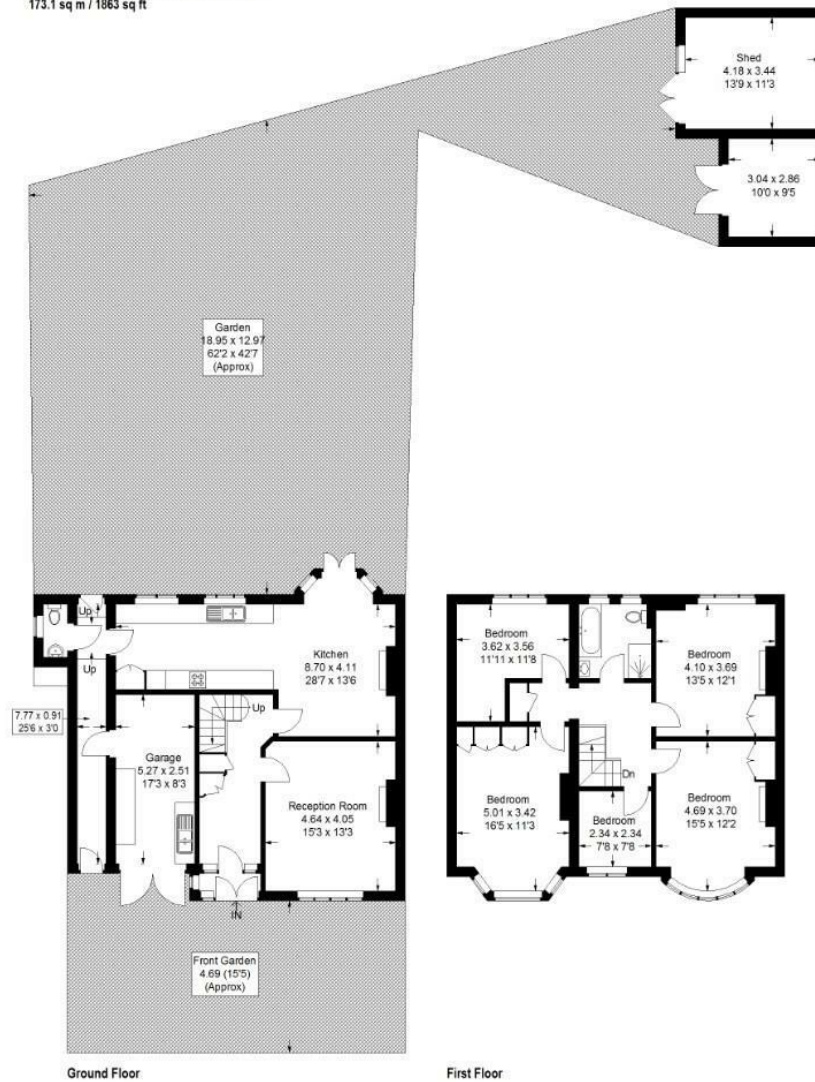 173.1 sq m / 1863 sq ft
Shed
4.18 x 3.44
13'9 x 11'3
3.04 x 2.86
10'0 x 9'5
Garden
18.95 x 12.97
62'2 x 42'7
(Approx)
Up
Up
Kitchen
8.70 x 4.11
28'7 x 13'6
7.77 x 0.91
25'6 x 3'0
Up
Garage
5.27 x 2.51
17'3 x 8'3
Reception Room
4.64 x 4.05
15'3 x 13'3
IN
Front Garden
4.69 (15'5)
(Approx)
Ground Floor
Bedroom
3.62 x 3.56
11'11 x 11'8
Bedroom
4.10 x 3.69
13'5 x 12'1
Dn
Bedroom
5.01 x 3.42
16'5 x 11'3
Bedroom
2.34 x 2.34
7'8 x 7'8
Bedroom
4.69 x 3.70
15'5 x 12'2
First Floor